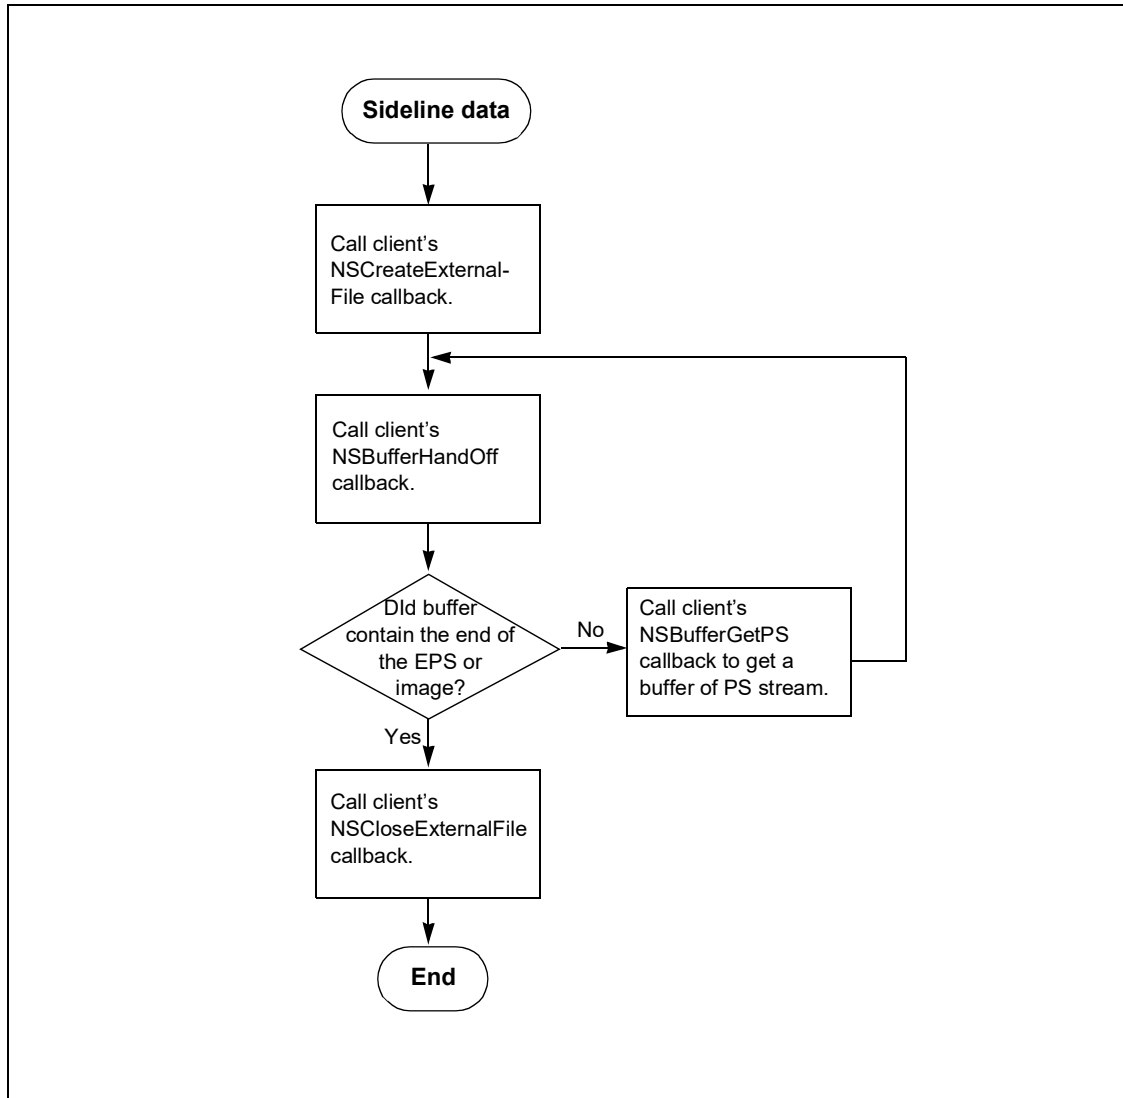 Sideline data
Call client’s
NSCreateExternal-
File callback.
Call client’s
NSBufferHandOff
callback.
DId buffer
contain the end of
the EPS or
image?
No
Call client’s
NSBufferGetPS
callback to get a
buffer of PS stream.
Yes
Call client’s
NSCloseExternalFile
callback.
End